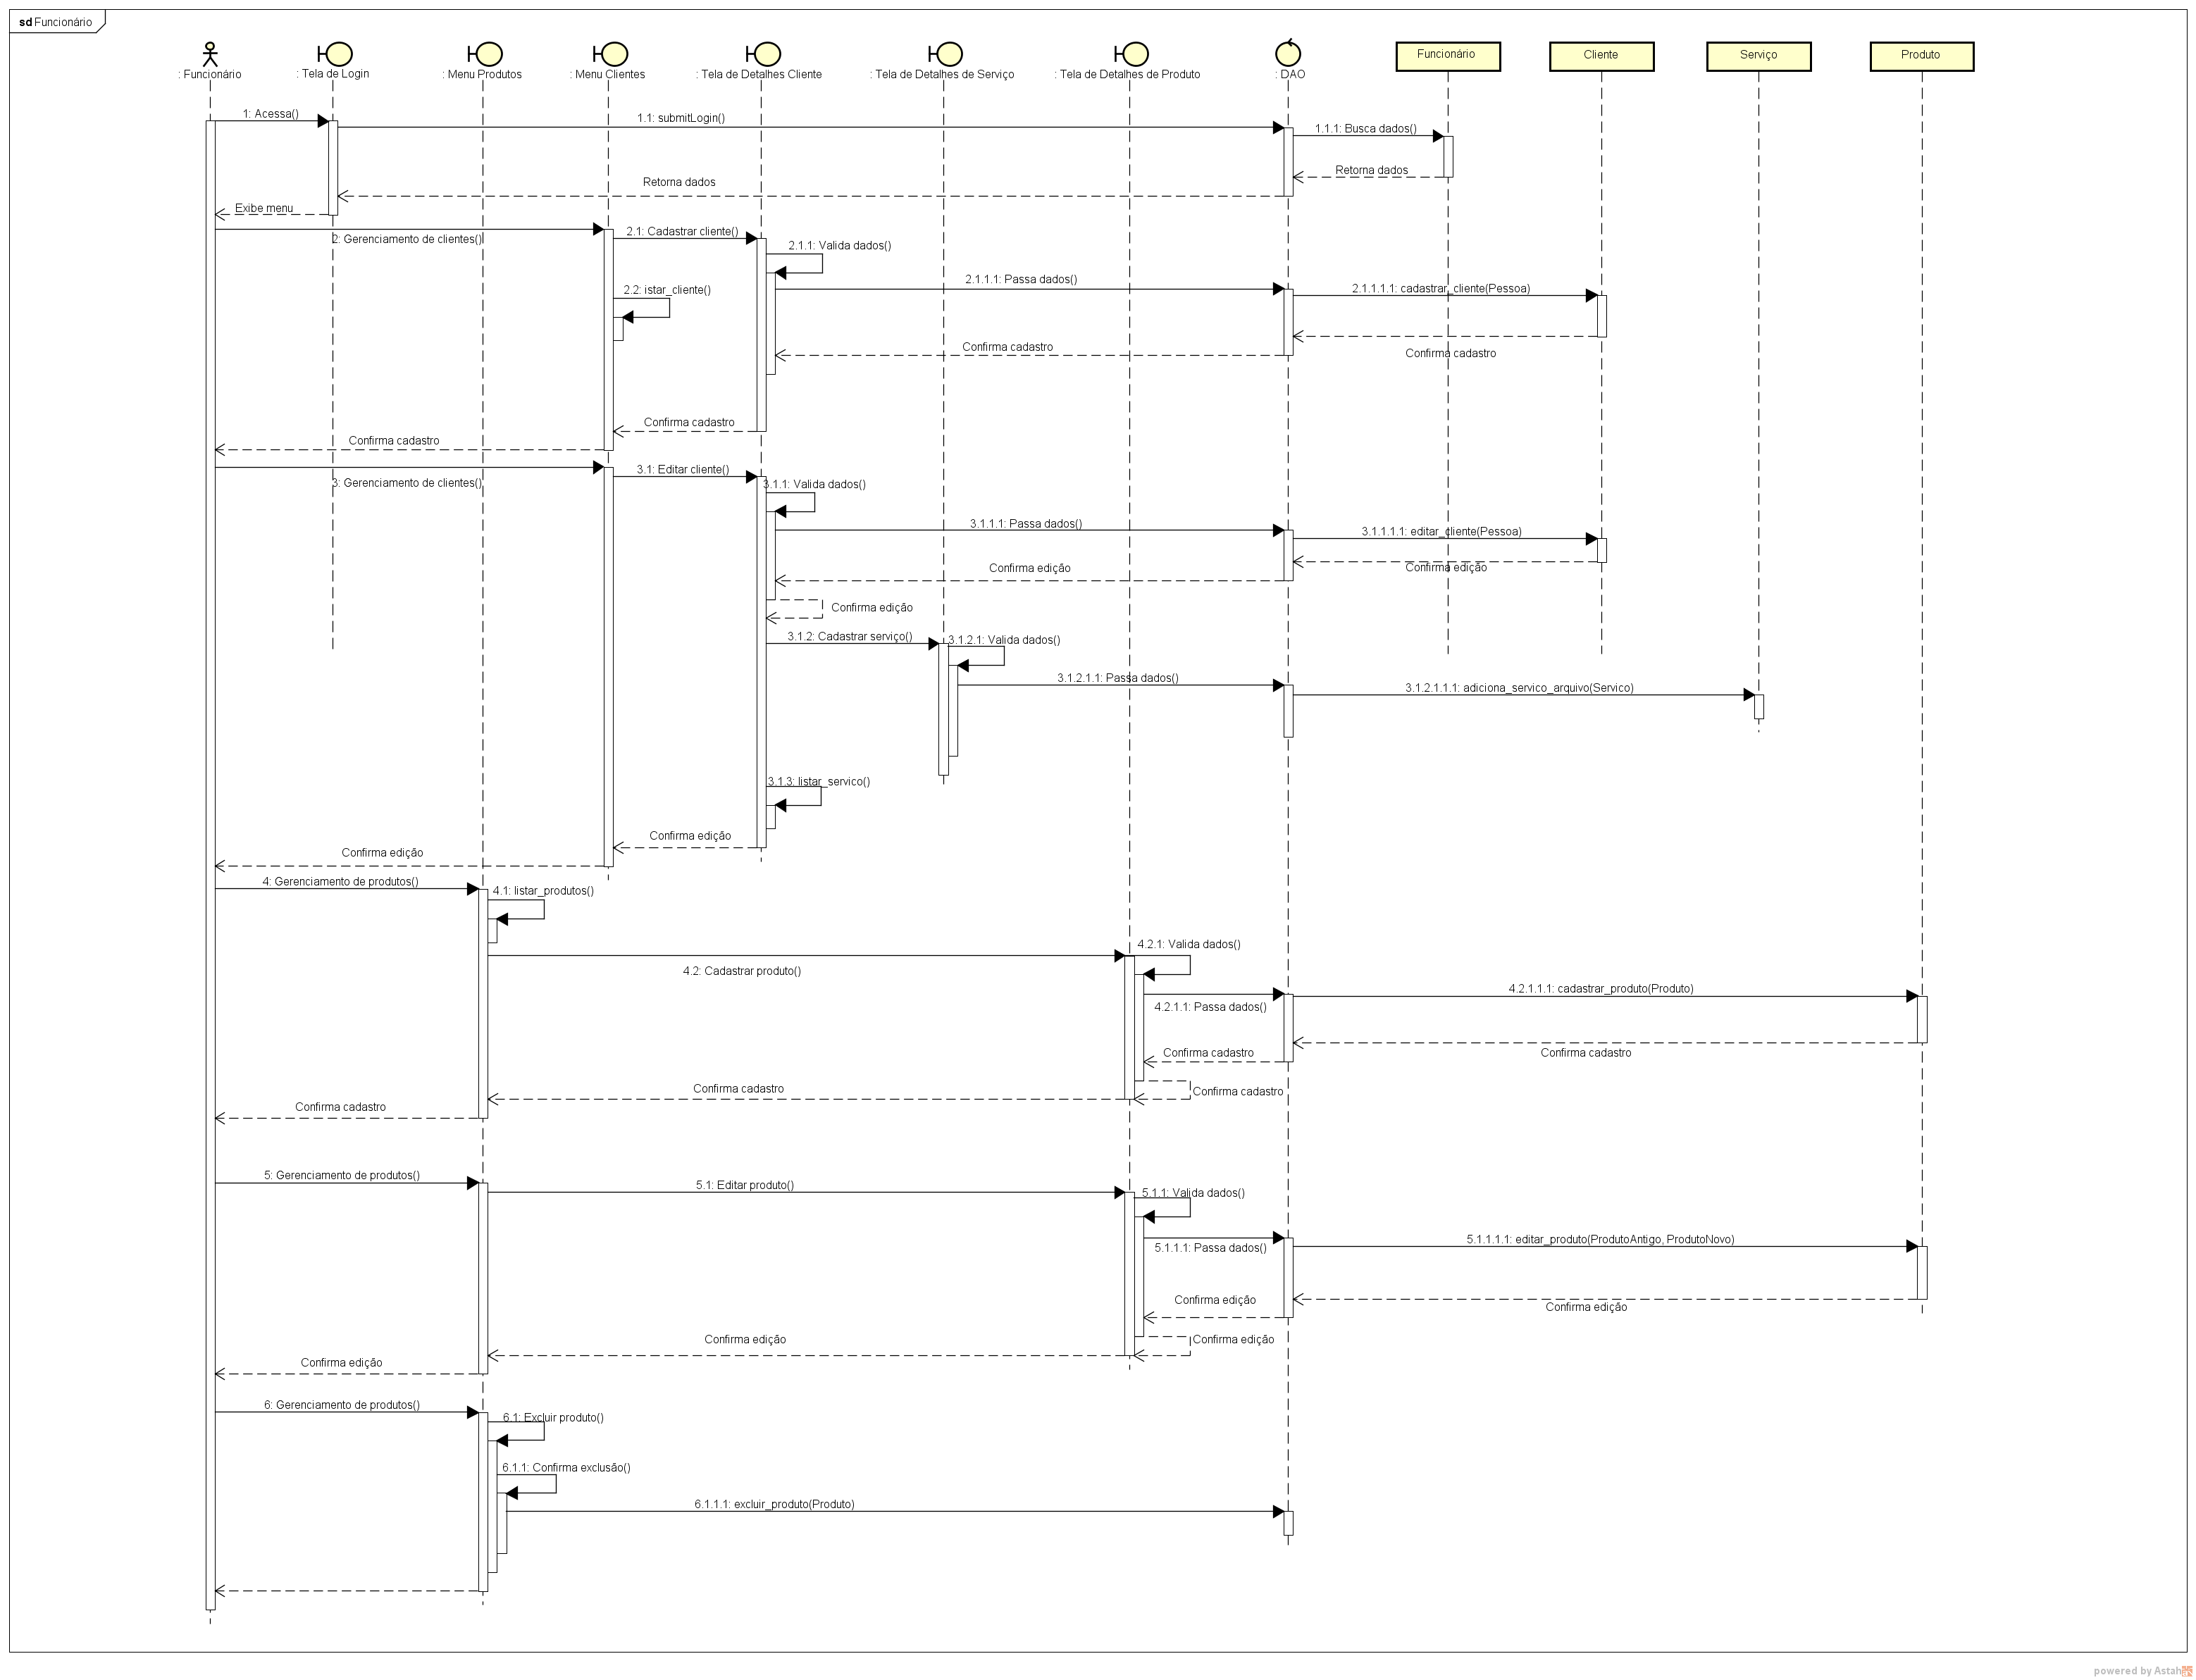 sd Funcionário
: Funcionário
: Tela de Login
: Menu Produtos
: Menu Clientes
: Tela de Detalhes Cliente
: Tela de Detalhes de Serviço
: Tela de Detalhes de Produto
: DAO
Funcionário
Cliente
Serviço
Produto
1: Acessa()
1.1: submitLogin()
1.1.1: Busca dados()
Retorna dados
Retorna dados
Exibe menu
2: Gerenciamento de clientes()
2.1: Cadastrar cliente()
2.1.1: Valida dados()
2.1.1.1: Passa dados()
2.1.1.1.1: cadastrar_cliente(Pessoa)
2.2: istar_cliente()
Confirma cadastro
Confirma cadastro
Confirma cadastro
Confirma cadastro
3: Gerenciamento de clientes()
3.1: Editar cliente()
3.1.1: Valida dados()
3.1.1.1: Passa dados()
3.1.1.1.1: editar_cliente(Pessoa)
Confirma edição
Confirma edição
Confirma edição
3.1.2: Cadastrar serviço()
3.1.2.1: Valida dados()
3.1.2.1.1: Passa dados()
3.1.2.1.1.1: adiciona_servico_arquivo(Servico)
3.1.3: listar_servico()
Confirma edição
Confirma edição
4: Gerenciamento de produtos()
4.1: listar_produtos()
4.2.1: Valida dados()
4.2: Cadastrar produto()
4.2.1.1.1: cadastrar_produto(Produto)
4.2.1.1: Passa dados()
Confirma cadastro
Confirma cadastro
Confirma cadastro
Confirma cadastro
Confirma cadastro
5: Gerenciamento de produtos()
5.1: Editar produto()
5.1.1: Valida dados()
5.1.1.1.1: editar_produto(ProdutoAntigo, ProdutoNovo)
5.1.1.1: Passa dados()
Confirma edição
Confirma edição
Confirma edição
Confirma edição
Confirma edição
6: Gerenciamento de produtos()
6.1: Excluir produto()
6.1.1: Confirma exclusão()
6.1.1.1: excluir_produto(Produto)
powered by Astah